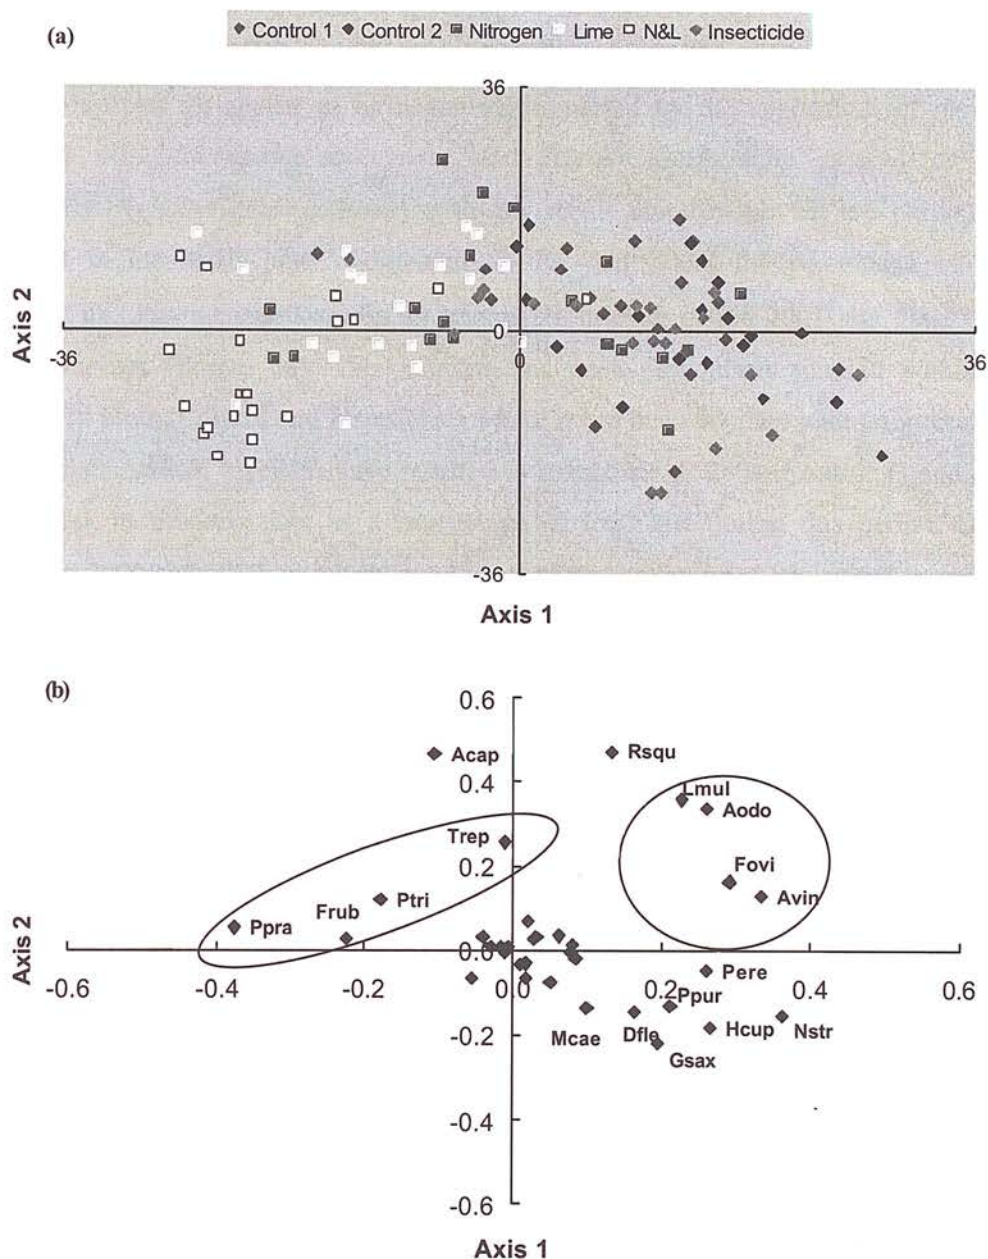 (a)
Control 1 Control 2 Nitrogen Lime N&L Insecticide
36
Axis 2
0
-36
0
36
-36
Axis 1
(b)
0.6
Acap
Rsqu
0.4
Lmul
Aodo
Trep
0.2
Fovi
Avin
Ptri
Frub
Ppra
Axis 2
0.0
-0.6
-0.4
-0.2
0.0
0.2
0.4
0.6
Pere
Ppur
Mcae
Dfle
Hcup
Nstr
-0.2
Gsax
-0.4
-0.6
Axis 1